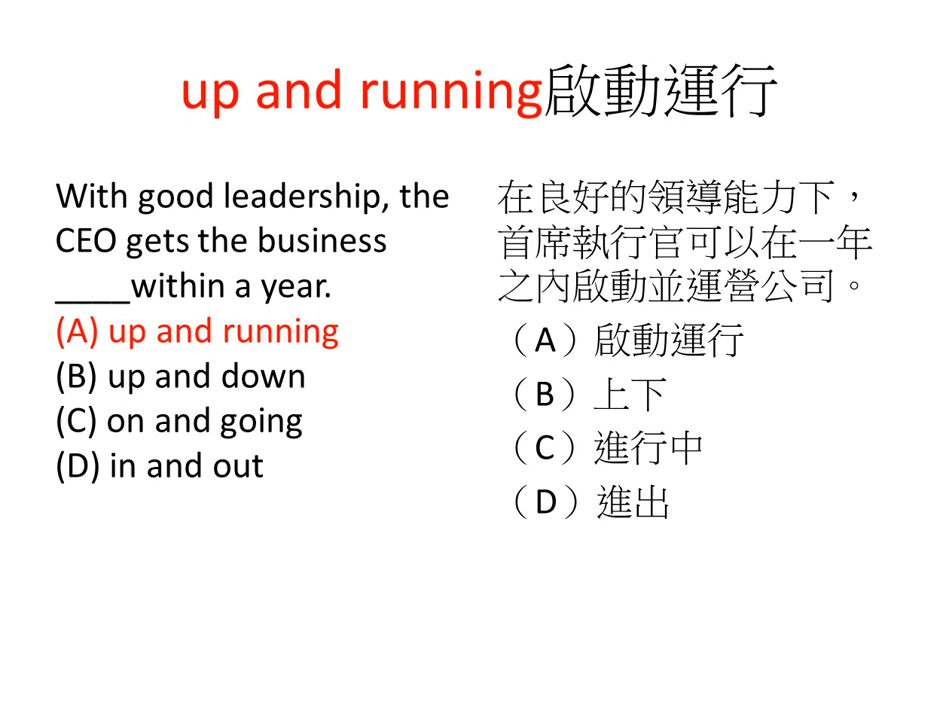 up and running啟動運行
With good leadership, the
CEO gets the business
____within a year.
(A) up and running
(B) up and down
(C) on and going
(D) in and out
在良好的領導能力下，
首席執行官可以在一年
之內啟動並運營公司。
（A）啟動運行
（B）上下
（C）進行中
（D）進出